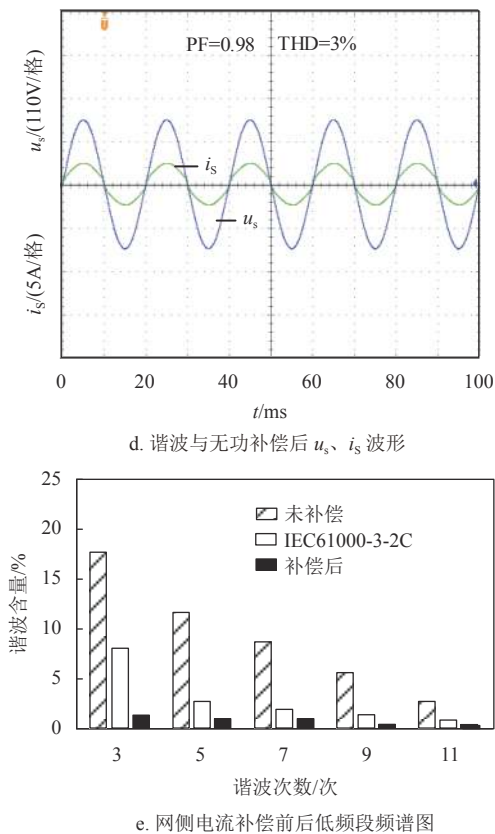 PF=0.98 THD=3%
uₛ/(110V/格)
iₛ
uₛ
iₛ/(5A/格)
0 20 40 60 80 100
t/ms
d. 谐波与无功补偿后 uₛ、iₛ 波形
25
20
15
10
5
0
谐波含量/%
未补偿
IEC61000-3-2C
补偿后
3 5 7 9 11
谐波次数/次
e. 网侧电流补偿前后低频段频谱图